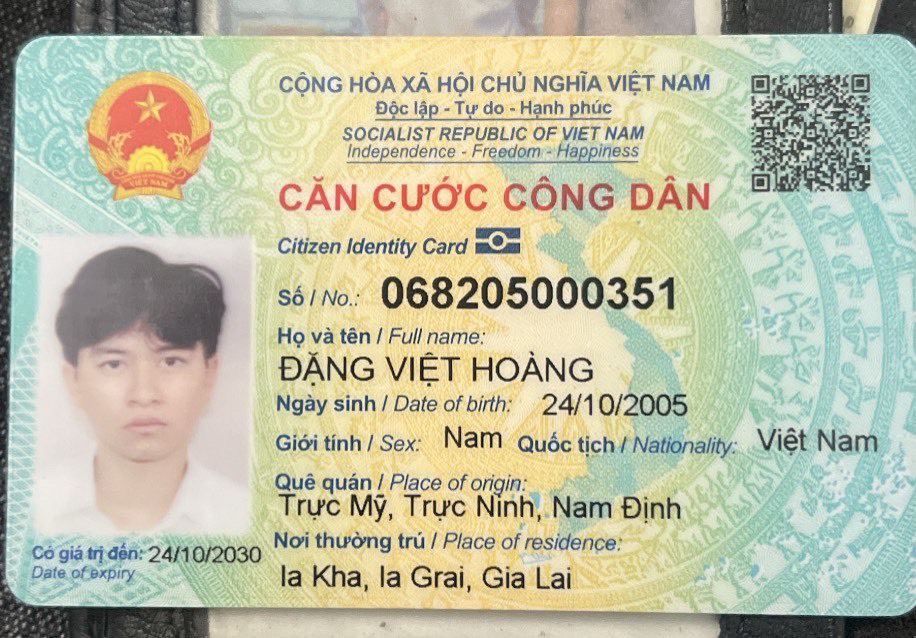 CỘNG HÒA XÃ HỘI CHỦ NGHĨA VIỆT NAM
Độc lập - Tự do - Hạnh phúc
SOCIALIST REPUBLIC OF VIET NAM
Independence - Freedom - Happiness
CĂN CƯỚC CÔNG DÂN
Citizen Identity Card
Số / No.: 068205000351
Họ và tên / Full name:
ĐẶNG VIỆT HOÀNG
Ngày sinh / Date of birth: 24/10/2005
Giới tính / Sex: Nam Quốc tịch / Nationality: Việt Nam
Quê quán / Place of origin:
Trực Mỹ, Trực Ninh, Nam Định
Nơi thường trú / Place of residence:
Ia Kha, Ia Grai, Gia Lai
Có giá trị đến: 24/10/2030
Date of expiry